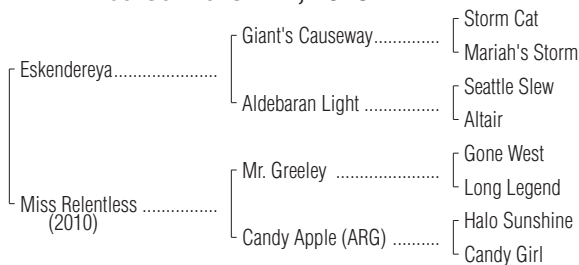 Giant's Causeway.............
Storm Cat
Mariah's Storm
Eskendereya.....................
Aldebaran Light ...............
Seattle Slew
Altair
Mr. Greeley .....................
Gone West
Long Legend
Miss Relentless ...............
(2010)
Candy Apple (ARG) ..........
Halo Sunshine
Candy Girl